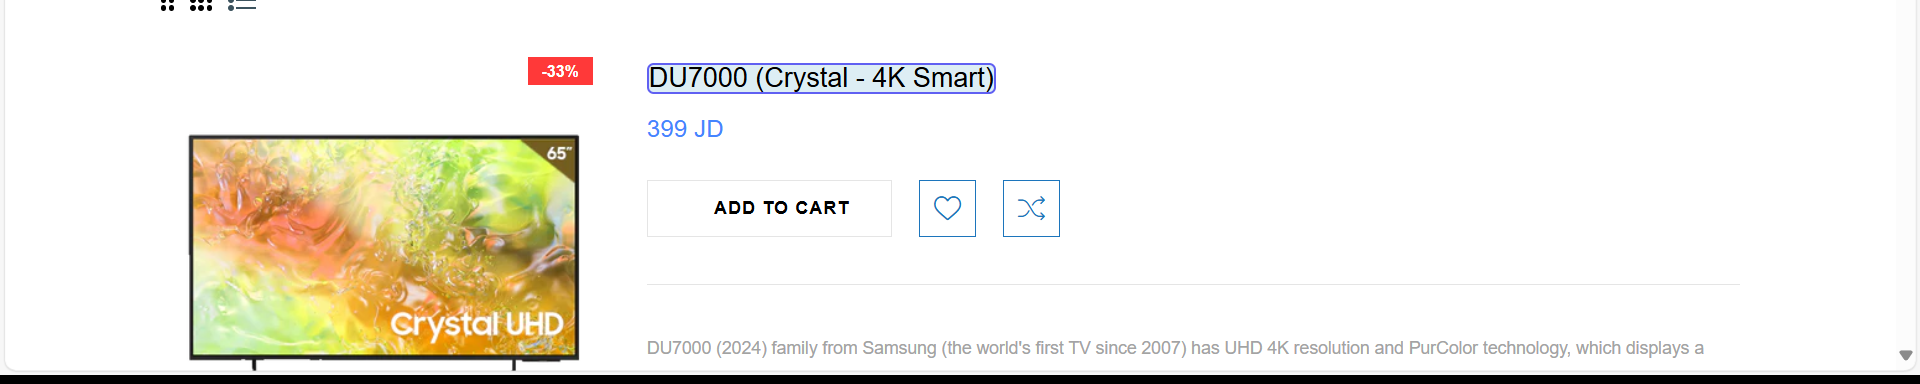 -33%
65"
Crystal UHD
DU7000 (Crystal - 4K Smart)
399 JD
ADD TO CART
DU7000 (2024) family from Samsung (the world's first TV since 2007) has UHD 4K resolution and PurColor technology, which displays a